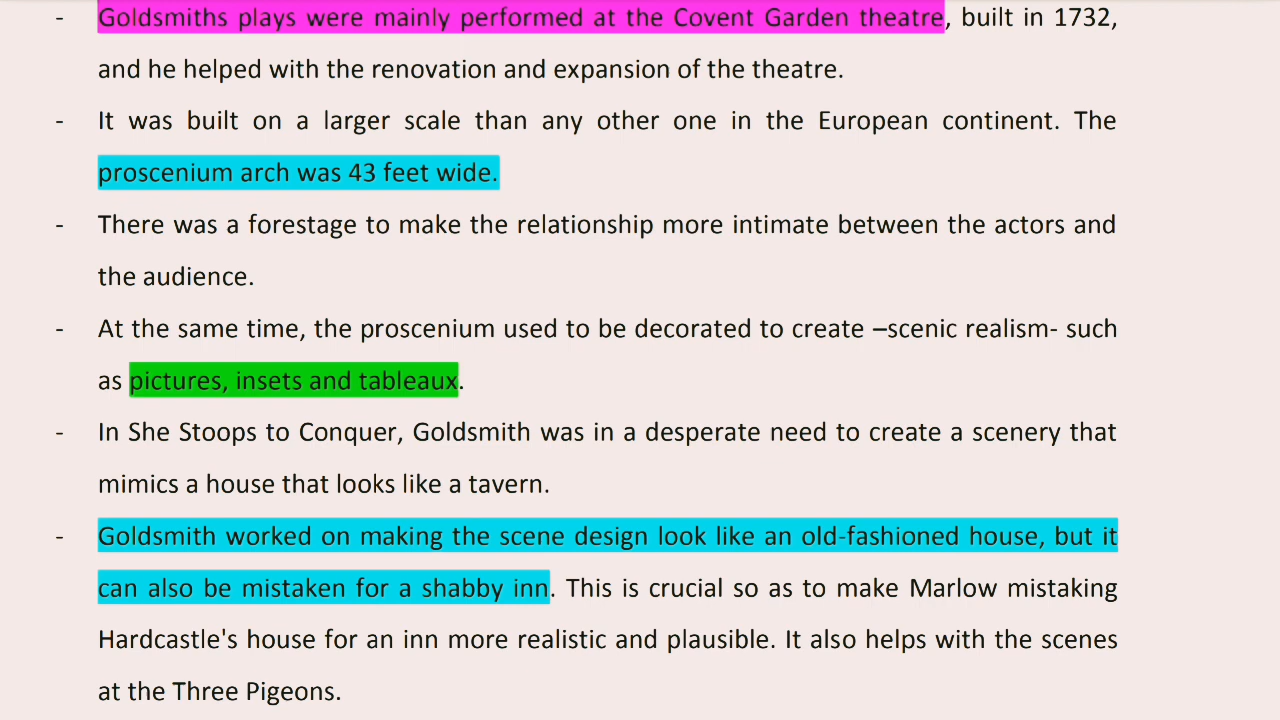 - Goldsmiths plays were mainly performed at the Covent Garden theatre, built in 1732,
and he helped with the renovation and expansion of the theatre.
- It was built on a larger scale than any other one in the European continent. The
proscenium arch was 43 feet wide.
- There was a forestage to make the relationship more intimate between the actors and
the audience.
- At the same time, the proscenium used to be decorated to create –scenic realism- such
as pictures, insets and tableaux.
- In She Stoops to Conquer, Goldsmith was in a desperate need to create a scenery that
mimics a house that looks like a tavern.
- Goldsmith worked on making the scene design look like an old-fashioned house, but it
can also be mistaken for a shabby inn. This is crucial so as to make Marlow mistaking
Hardcastle's house for an inn more realistic and plausible. It also helps with the scenes
at the Three Pigeons.